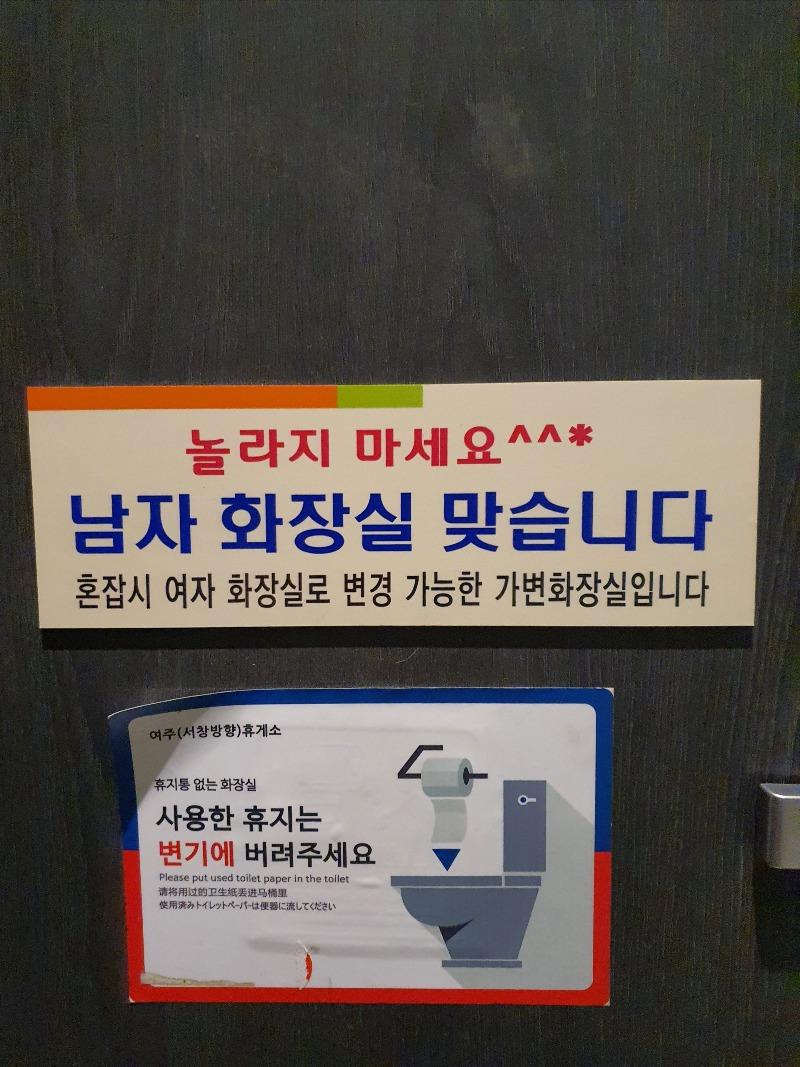 놀라지 마세요^^*
남자 화장실 맞습니다
혼잡시 여자 화장실로 변경 가능한 가변화장실입니다
여주(서창방향)휴게소
휴지통 없는 화장실
사용한 휴지는
변기에 버려주세요
Please put used toilet paper in the toilet
请将用过的卫生纸丢进马桶里
使用済みトイレットペーパーは便器に流してください